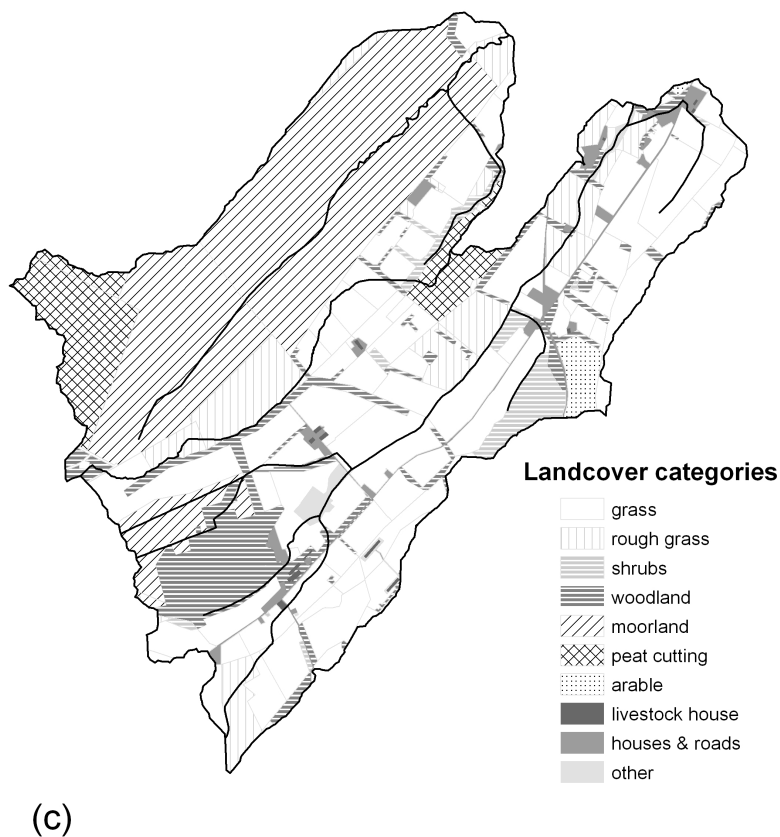 Landcover categories
grass
rough grass
shrubs
woodland
moorland
peat cutting
arable
livestock house
houses & roads
other
(c)